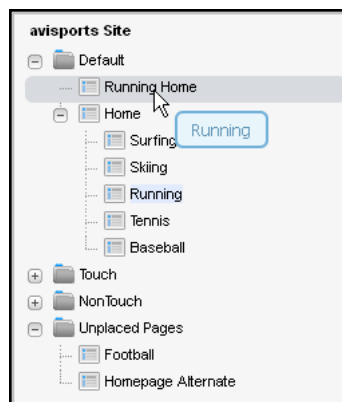 avisports Site
Default
Running Home
Home
Running
Surfing
Skiing
Running
Tennis
Baseball
Touch
NonTouch
Unplaced Pages
Football
Homepage Alternate